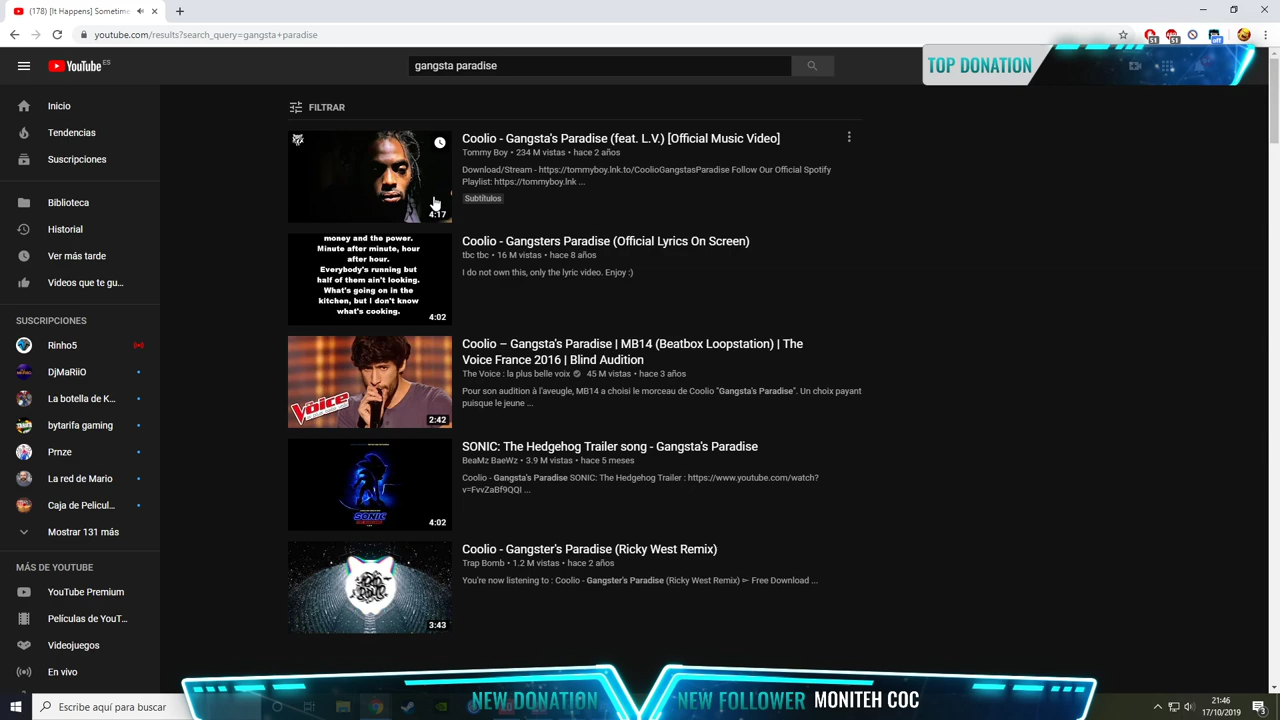 (178) [It Happens] Sometime
youtube.com/results?search_query=gangsta+paradise
51
51
off
YouTube ES
gangsta paradise
TOP DONATION
Inicio
Tendencias
Suscripciones
Biblioteca
Historial
Ver más tarde
Vídeos que te gu...
SUSCRIPCIONES
Rinho5
DjMaRiiO
La botella de K...
bytarifa gaming
Prnze
La red de Mario
Caja de Pelicul...
Mostrar 131 más
MÁS DE YOUTUBE
YouTube Premium
Películas de YouT...
Videojuegos
En vivo
FILTRAR
4:17
Coolio - Gangsta's Paradise (feat. L.V.) [Official Music Video]
Tommy Boy • 234 M vistas • hace 2 años
Download/Stream - https://tommyboy.lnk.to/CoolioGangstasParadise Follow Our Official Spotify
Playlist: https://tommyboy.lnk ...
Subtítulos
money and the power.
Minute after minute, hour
after hour.
Everybody's running but
half of them ain't looking.
What's going on in the
kitchen, but I don't know
what's cooking.
4:02
Coolio - Gangsters Paradise (Official Lyrics On Screen)
tbc tbc • 16 M vistas • hace 8 años
I do not own this, only the lyric video. Enjoy :)
The Voice
2:42
Coolio – Gangsta's Paradise | MB14 (Beatbox Loopstation) | The
Voice France 2016 | Blind Audition
The Voice : la plus belle voix 45 M vistas • hace 3 años
Pour son audition à l'aveugle, MB14 a choisi le morceau de Coolio "Gangsta's Paradise". Un choix payant
puisque le jeune ...
SONIC
4:02
SONIC: The Hedgehog Trailer song - Gangsta's Paradise
BeaMz BaeWz • 3.9 M vistas • hace 5 meses
Coolio - Gangsta's Paradise SONIC: The Hedgehog Trailer : https://www.youtube.com/watch?
v=FvvZaBf9QQI ...
3:43
Coolio - Gangster's Paradise (Ricky West Remix)
Trap Bomb • 1.2 M vistas • hace 2 años
You're now listening to : Coolio - Gangster's Paradise (Ricky West Remix) ➳ Free Download ...
NEW DONATION
NEW FOLLOWER MONITEH COC
Escribe aquí para buscar
21:46
17/10/2019
3